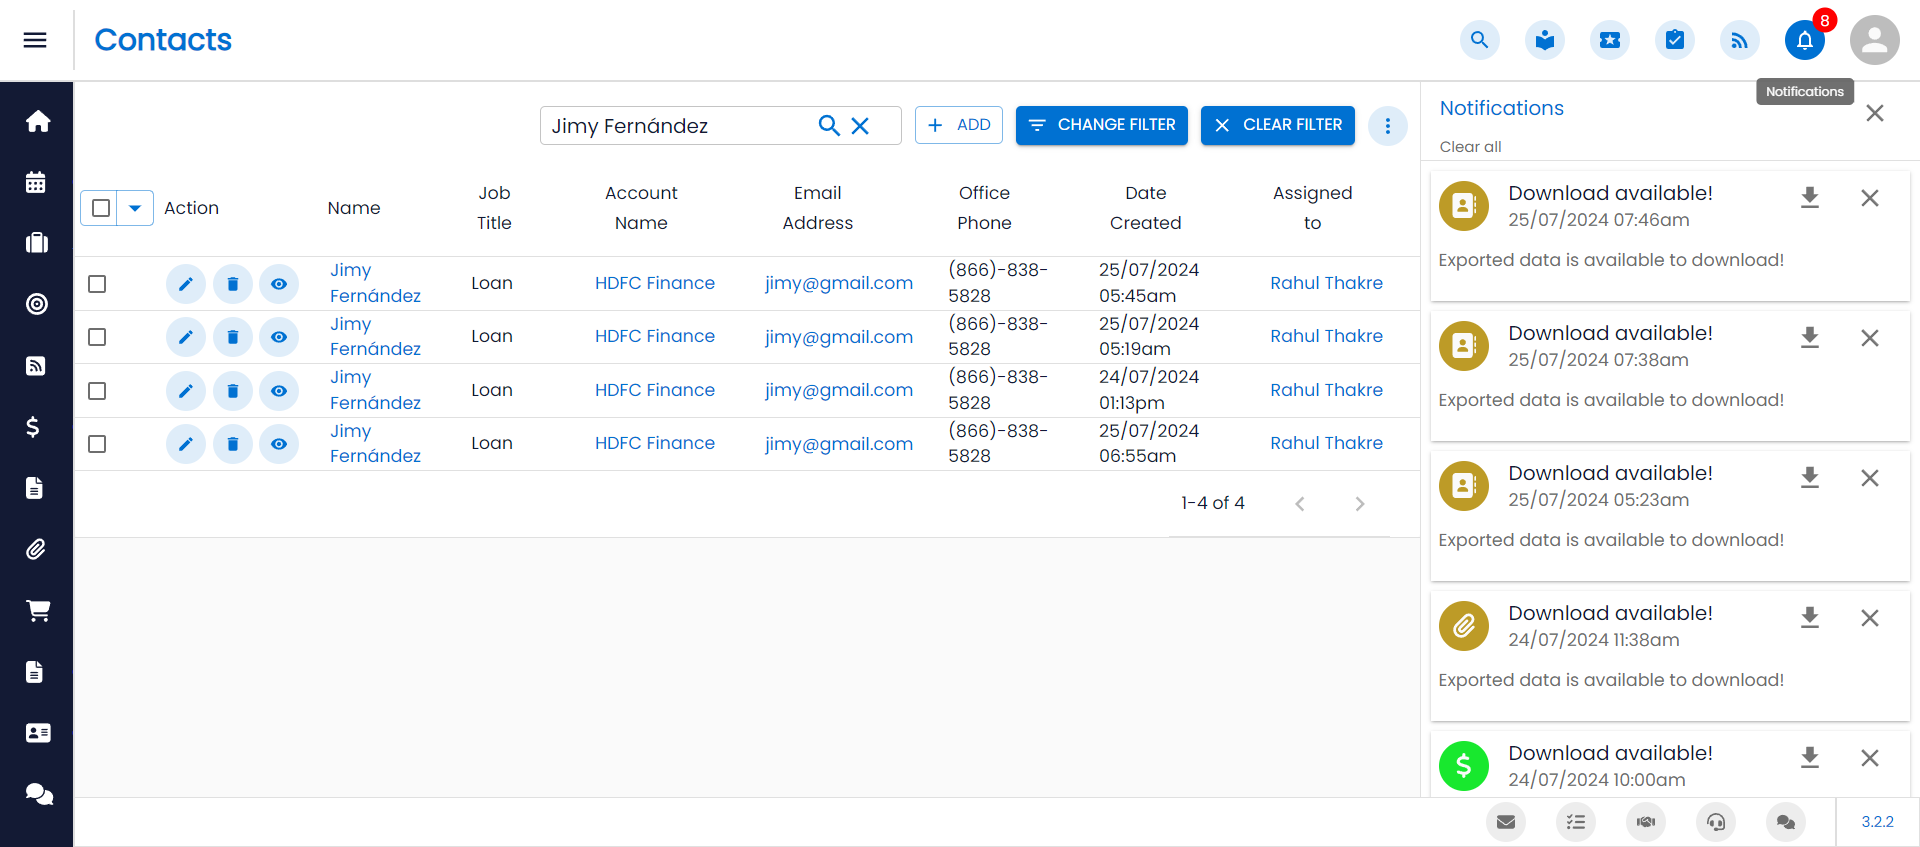 Contacts
8
Notifications
Jimy Fernández
ADD
CHANGE FILTER
CLEAR FILTER
Action
Name
Job Title
Account Name
Email Address
Office Phone
Date Created
Assigned to
Jimy Fernández
Loan
HDFC Finance
jimy@gmail.com
(866)-838-5828
25/07/2024 05:45am
Rahul Thakre
Jimy Fernández
Loan
HDFC Finance
jimy@gmail.com
(866)-838-5828
25/07/2024 05:19am
Rahul Thakre
Jimy Fernández
Loan
HDFC Finance
jimy@gmail.com
(866)-838-5828
24/07/2024 01:13pm
Rahul Thakre
Jimy Fernández
Loan
HDFC Finance
jimy@gmail.com
(866)-838-5828
25/07/2024 06:55am
Rahul Thakre
1-4 of 4
Notifications
Clear all
Download available!
25/07/2024 07:46am
Exported data is available to download!
Download available!
25/07/2024 07:38am
Exported data is available to download!
Download available!
25/07/2024 05:23am
Exported data is available to download!
Download available!
24/07/2024 11:38am
Exported data is available to download!
Download available!
24/07/2024 10:00am
3.2.2